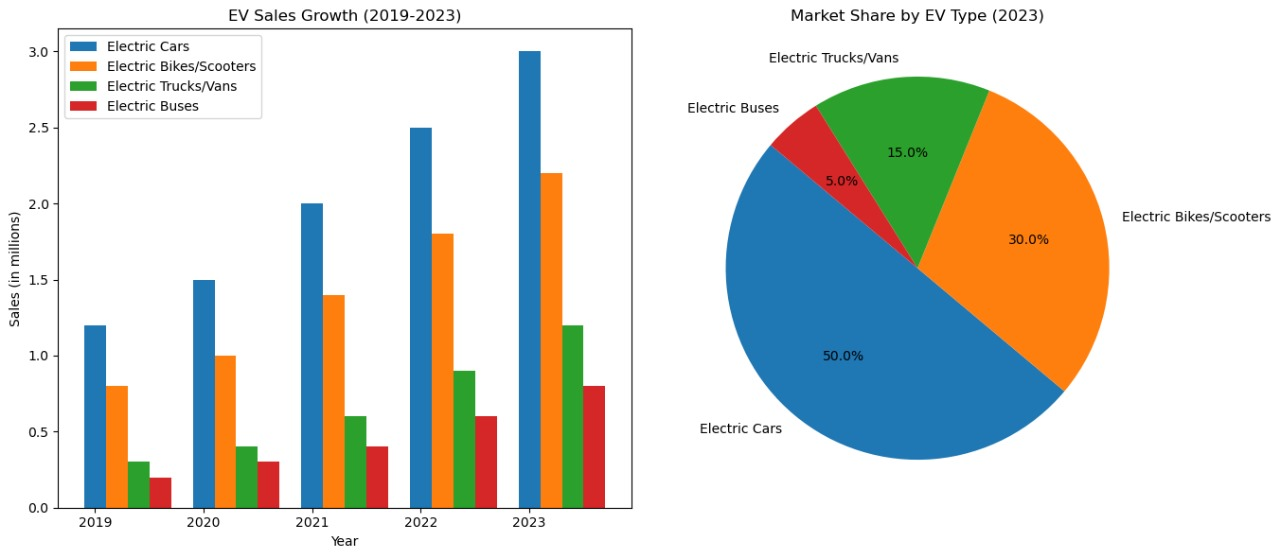 EV Sales Growth (2019-2023)
Electric Cars
Electric Bikes/Scooters
Electric Trucks/Vans
Electric Buses
Sales (in millions)
3.0
2.5
2.0
1.5
1.0
0.5
0.0
2019 2020 2021 2022 2023
Year
Market Share by EV Type (2023)
Electric Trucks/Vans
Electric Buses
15.0%
5.0%
Electric Bikes/Scooters
30.0%
50.0%
Electric Cars